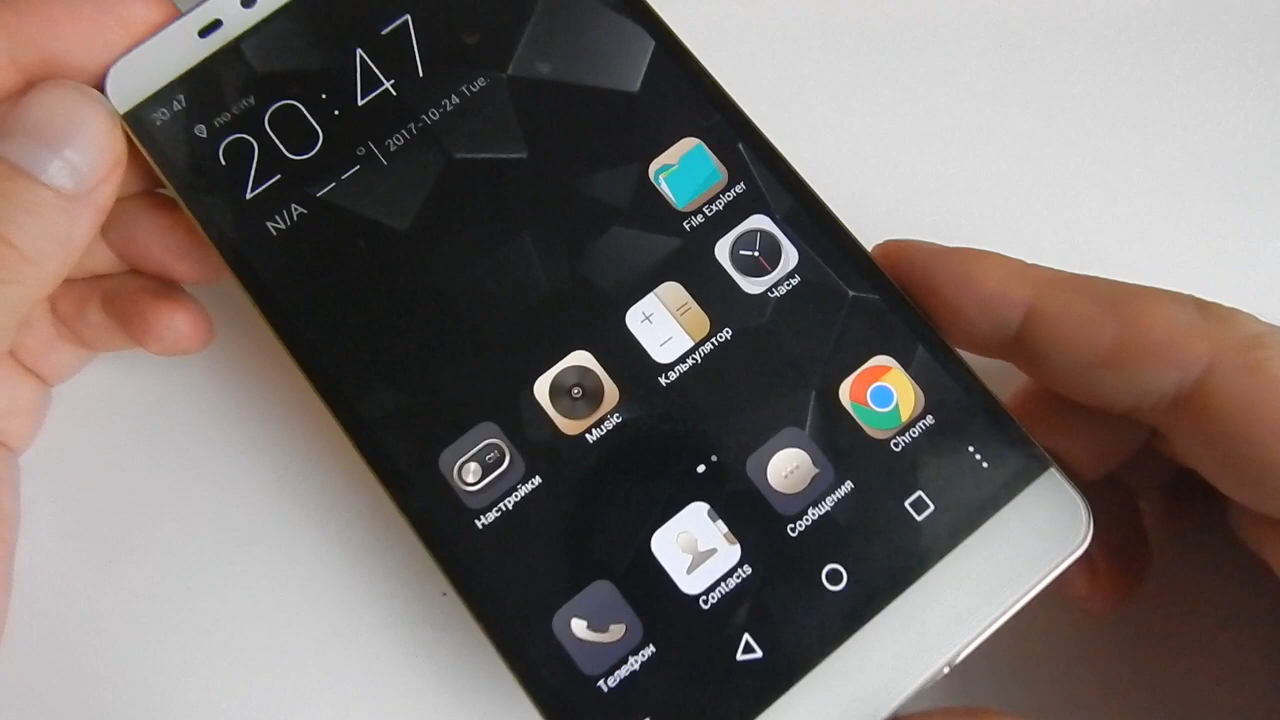 20:47
no city
20:47
N/A __° | 2017-10-24 Tue.
File Explorer
Настройки
Music
Калькулятор
Часы
Телефон
Contacts
Сообщения
Chrome